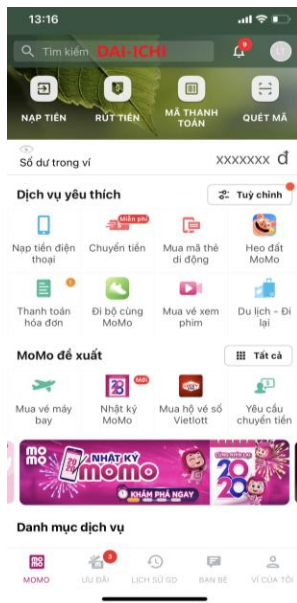 13:16
Tìm kiếm DAI-ICHI
NẠP TIỀN RÚT TIỀN MÃ THANH TOÁN QUÉT MÃ
Số dư trong ví xxxxxxx đ
Dịch vụ yêu thích Tuỳ chỉnh
Miễn phí
Nạp tiền điện thoại Chuyển tiền Mua mã thẻ di động Heo đất MoMo
Thanh toán hóa đơn Đi bộ cùng MoMo Mua vé xem phim Du lịch - Đi lại
MoMo đề xuất Tất cả
Mới
Mua vé máy bay Nhật ký MoMo Mua hộ vé số Vietlott Yêu cầu chuyển tiền
mo mo NHẬT KÝ momo 2020
KHÁM PHÁ NGAY
Danh mục dịch vụ
3
MOMO ƯU ĐÃI LỊCH SỬ GD BẠN BÈ VÍ CỦA TÔI